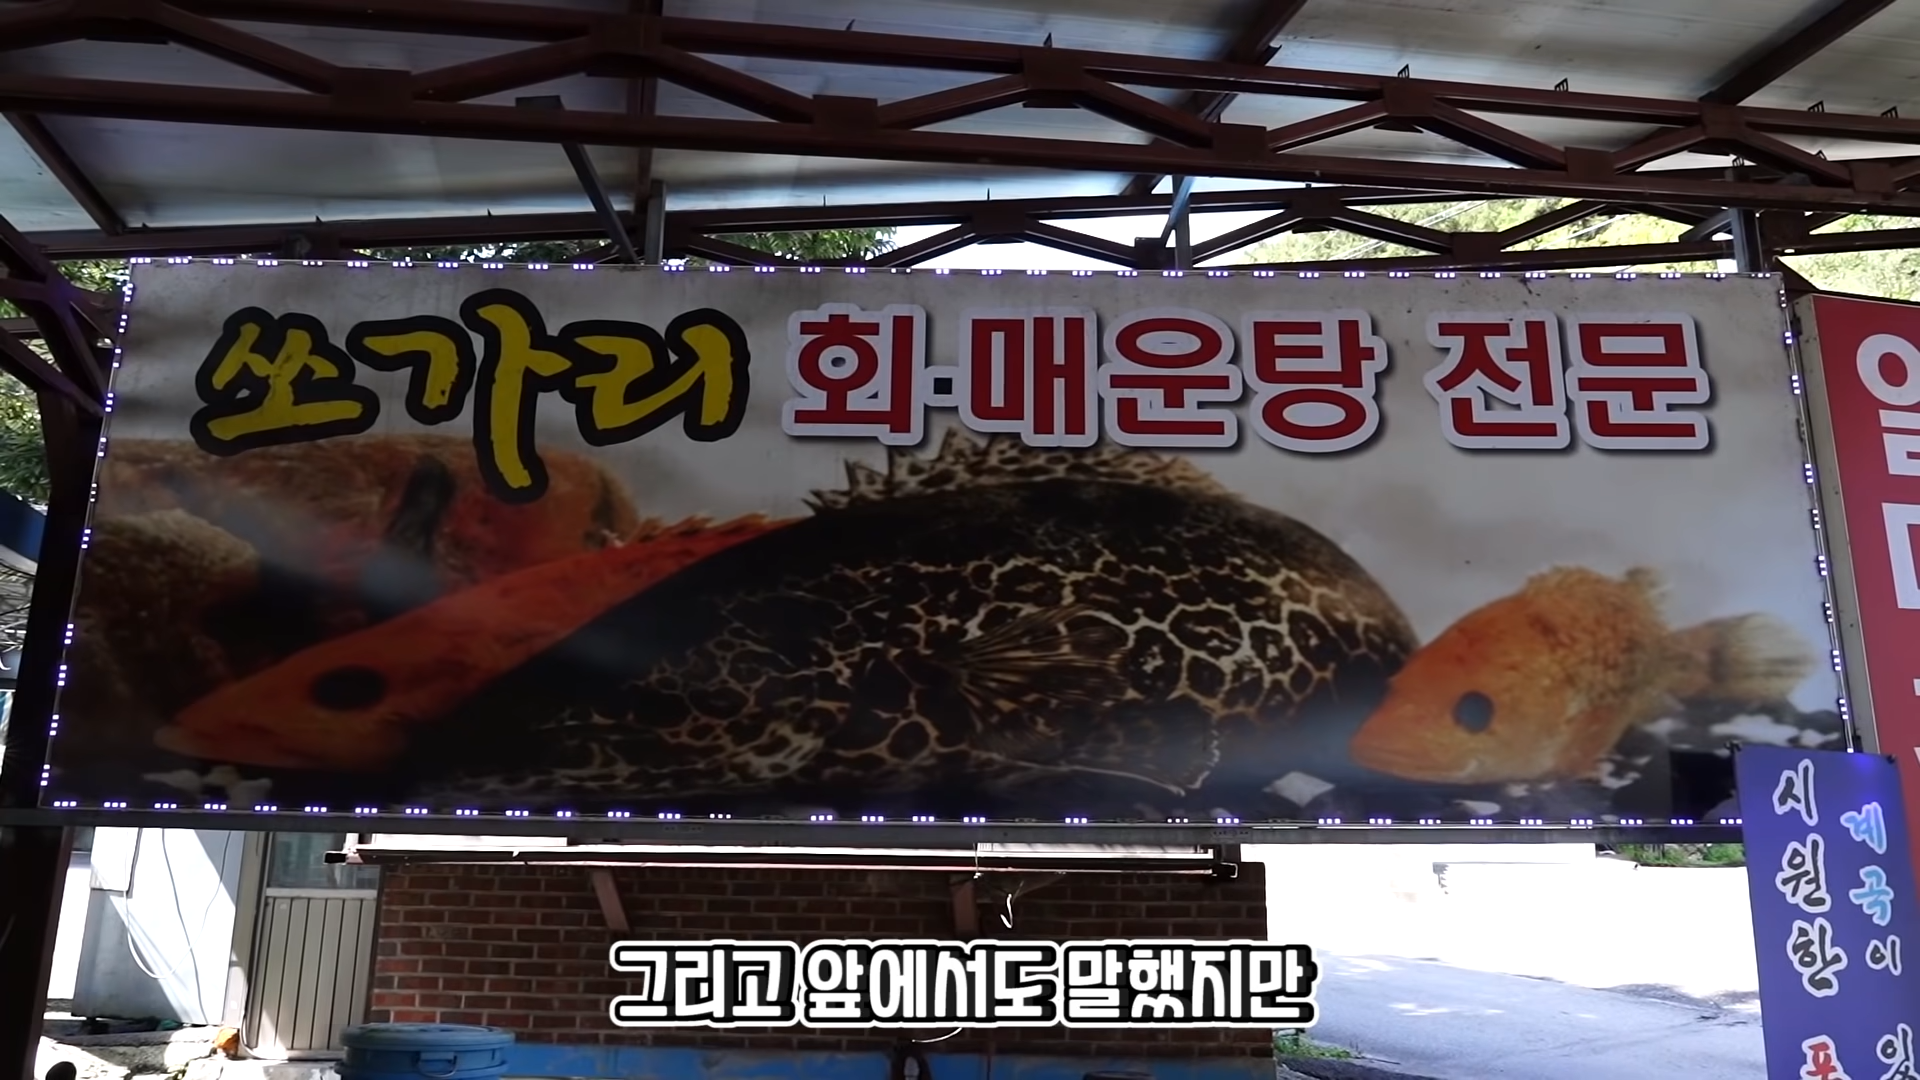 쏘가리 회·매운탕 전문
시원한
계곡이
그리고 앞에서도 말했지만